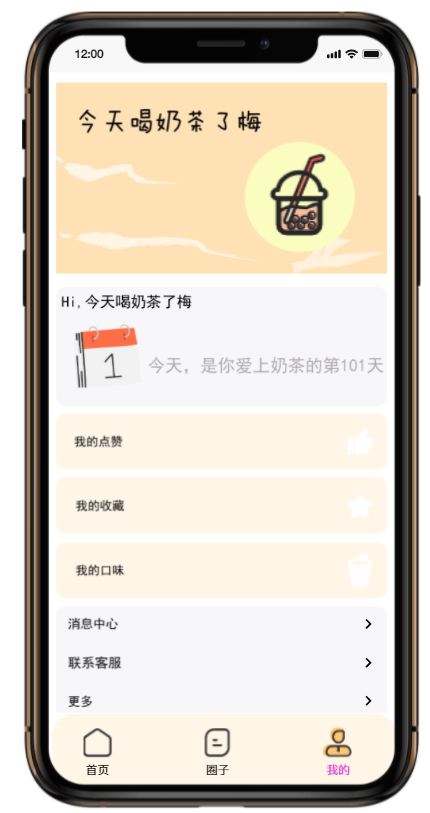 12:00
今天喝奶茶了梅
Hi,今天喝奶茶了梅
1
今天，是你爱上奶茶的第101天
我的点赞
我的收藏
我的口味
消息中心
联系客服
更多
首页
圈子
我的